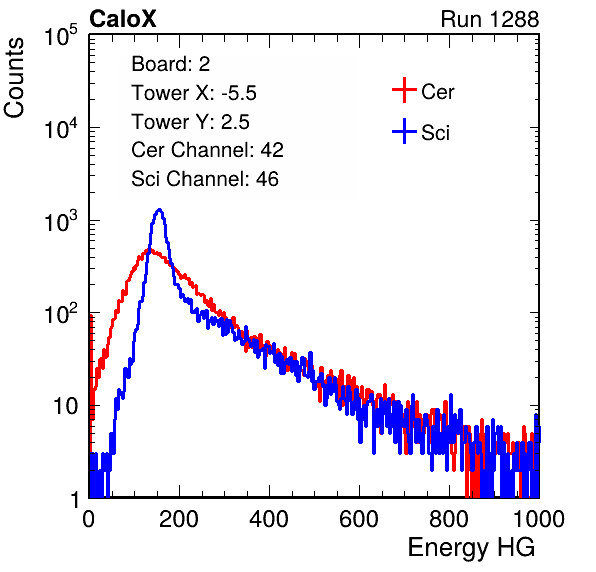 CaloX Run 1288
Counts
10^5
10^4
10^3
10^2
10
1
Board: 2
Tower X: -5.5
Tower Y: 2.5
Cer Channel: 42
Sci Channel: 46
Cer
Sci
0 200 400 600 800 1000
Energy HG